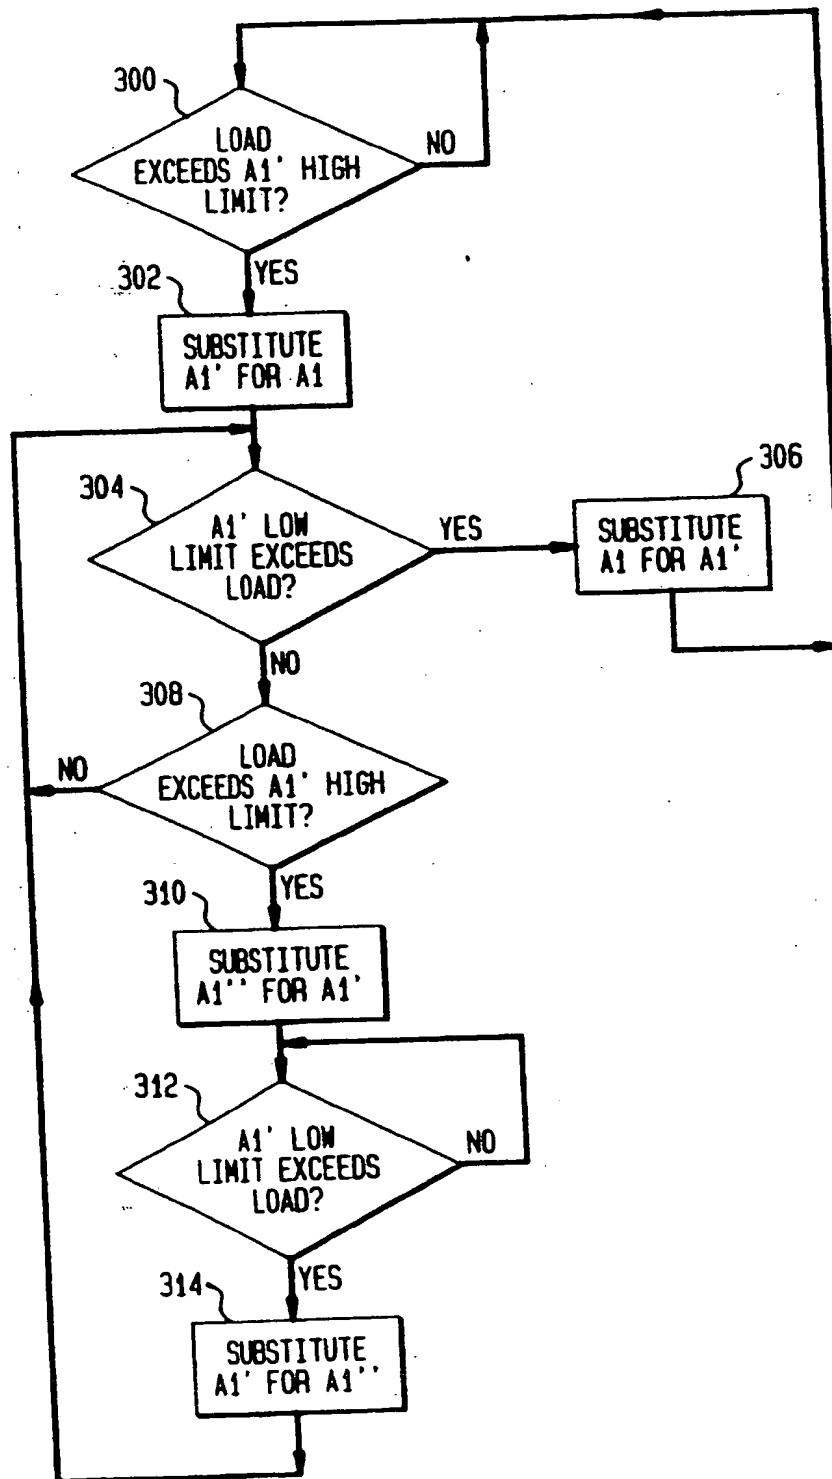 300
LOAD
EXCEEDS A1' HIGH
LIMIT?
NO
YES
302
SUBSTITUTE
A1' FOR A1
304
A1' LOW
LIMIT EXCEEDS
LOAD?
YES
306
SUBSTITUTE
A1 FOR A1'
NO
308
LOAD
EXCEEDS A1' HIGH
LIMIT?
NO
YES
310
SUBSTITUTE
A1'' FOR A1'
312
A1' LOW
LIMIT EXCEEDS
LOAD?
NO
YES
314
SUBSTITUTE
A1' FOR A1''